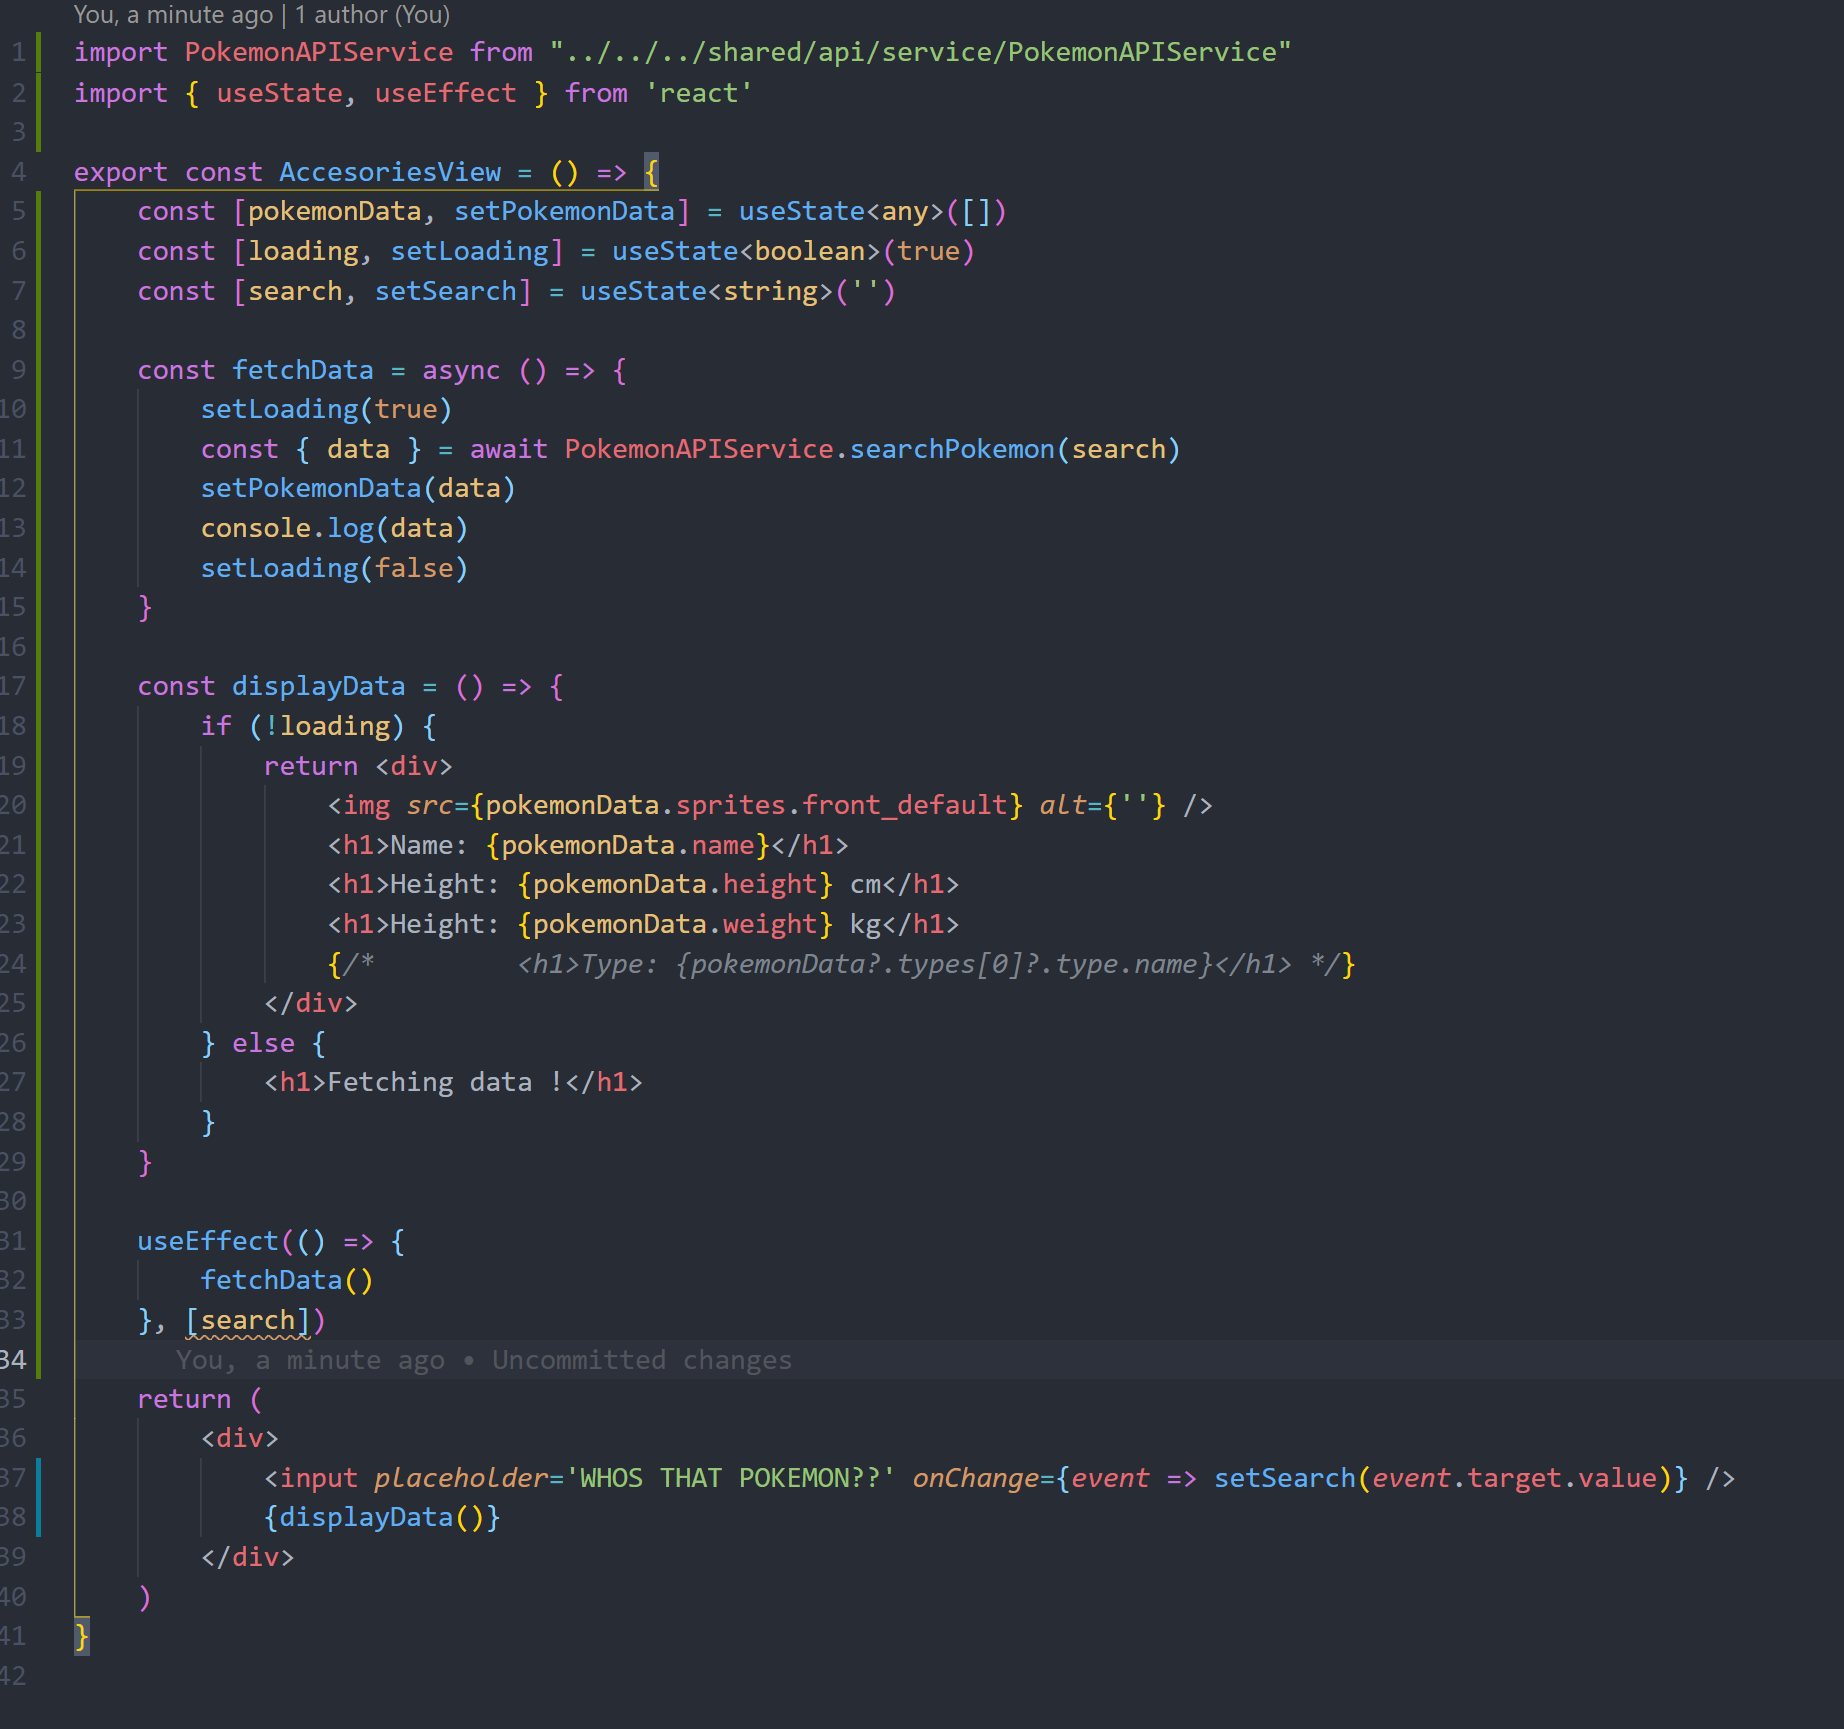 You, a minute ago | 1 author (You)
1 import PokemonAPIService from "../../../shared/api/service/PokemonAPIService"
2 import { useState, useEffect } from 'react'
3
4 export const AccesoriesView = () => {
5 const [pokemonData, setPokemonData] = useState<any>([])
6 const [loading, setLoading] = useState<boolean>(true)
7 const [search, setSearch] = useState<string>('')
8
9 const fetchData = async () => {
10 setLoading(true)
11 const { data } = await PokemonAPIService.searchPokemon(search)
12 setPokemonData(data)
13 console.log(data)
14 setLoading(false)
15 }
16
17 const displayData = () => {
18 if (!loading) {
19 return <div>
20 <img src={pokemonData.sprites.front_default} alt={''} />
21 <h1>Name: {pokemonData.name}</h1>
22 <h1>Height: {pokemonData.height} cm</h1>
23 <h1>Height: {pokemonData.weight} kg</h1>
24 {/* <h1>Type: {pokemonData?.types[0]?.type.name}</h1> */}
25 </div>
26 } else {
27 <h1>Fetching data !</h1>
28 }
29 }
30
31 useEffect(() => {
32 fetchData()
33 }, [search])
34 You, a minute ago • Uncommitted changes
35 return (
36 <div>
37 <input placeholder='WHOS THAT POKEMON??' onChange={event => setSearch(event.target.value)} />
38 {displayData()}
39 </div>
40 )
41 }
42